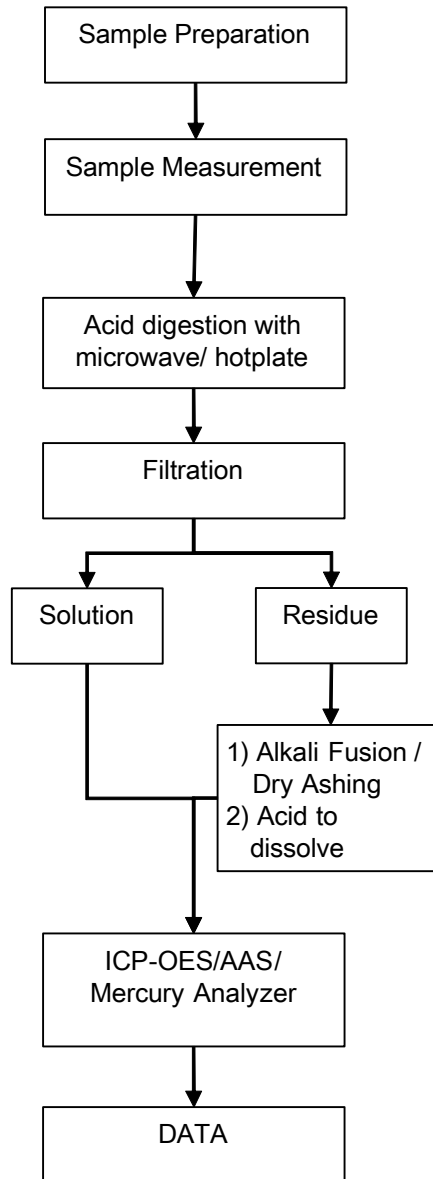 Sample Preparation
Sample Measurement
Acid digestion with
microwave/ hotplate
Filtration
Solution
Residue
1) Alkali Fusion /
Dry Ashing
2) Acid to
dissolve
ICP-OES/AAS/
Mercury Analyzer
DATA